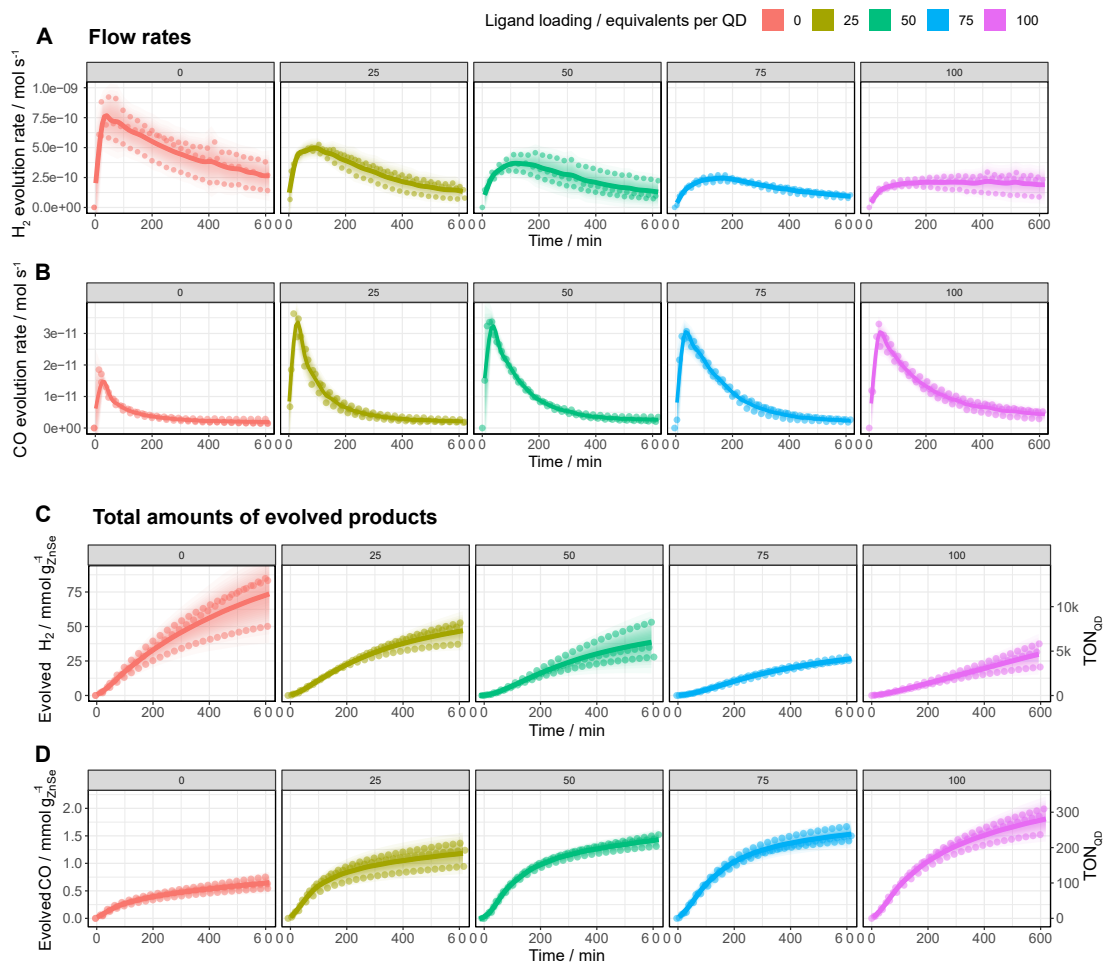 Ligand loading / equivalents per QD 0 25 50 75 100
A Flow rates
0 25 50 75 100
H₂ evolution rate / mol s⁻¹
1.0e−09
7.5e−10
5.0e−10
2.5e−10
0.0e+00
0 200 400 6 0 0 200 400 6 0 0 200 400 6 0 0 200 400 6 0 0 200 400 600
Time / min
B
0 25 50 75 100
CO evolution rate / mol s⁻¹
3e−11
2e−11
1e−11
0e+00
0 200 400 6 0 0 200 400 6 0 0 200 400 6 0 0 200 400 6 0 0 200 400 600
Time / min
C Total amounts of evolved products
0 25 50 75 100
Evolved H₂ / mmol g⁻¹ZnSe
75
50
25
0
10k
5k
0
TON QD
0 200 400 6 0 0 200 400 6 0 0 200 400 6 0 0 200 400 6 0 0 200 400 600
Time / min
D
0 25 50 75 100
Evolved CO / mmol g⁻¹ZnSe
2.0
1.5
1.0
0.5
0.0
300
200
100
0
TON QD
0 200 400 6 0 0 200 400 6 0 0 200 400 6 0 0 200 400 6 0 0 200 400 600
Time / min